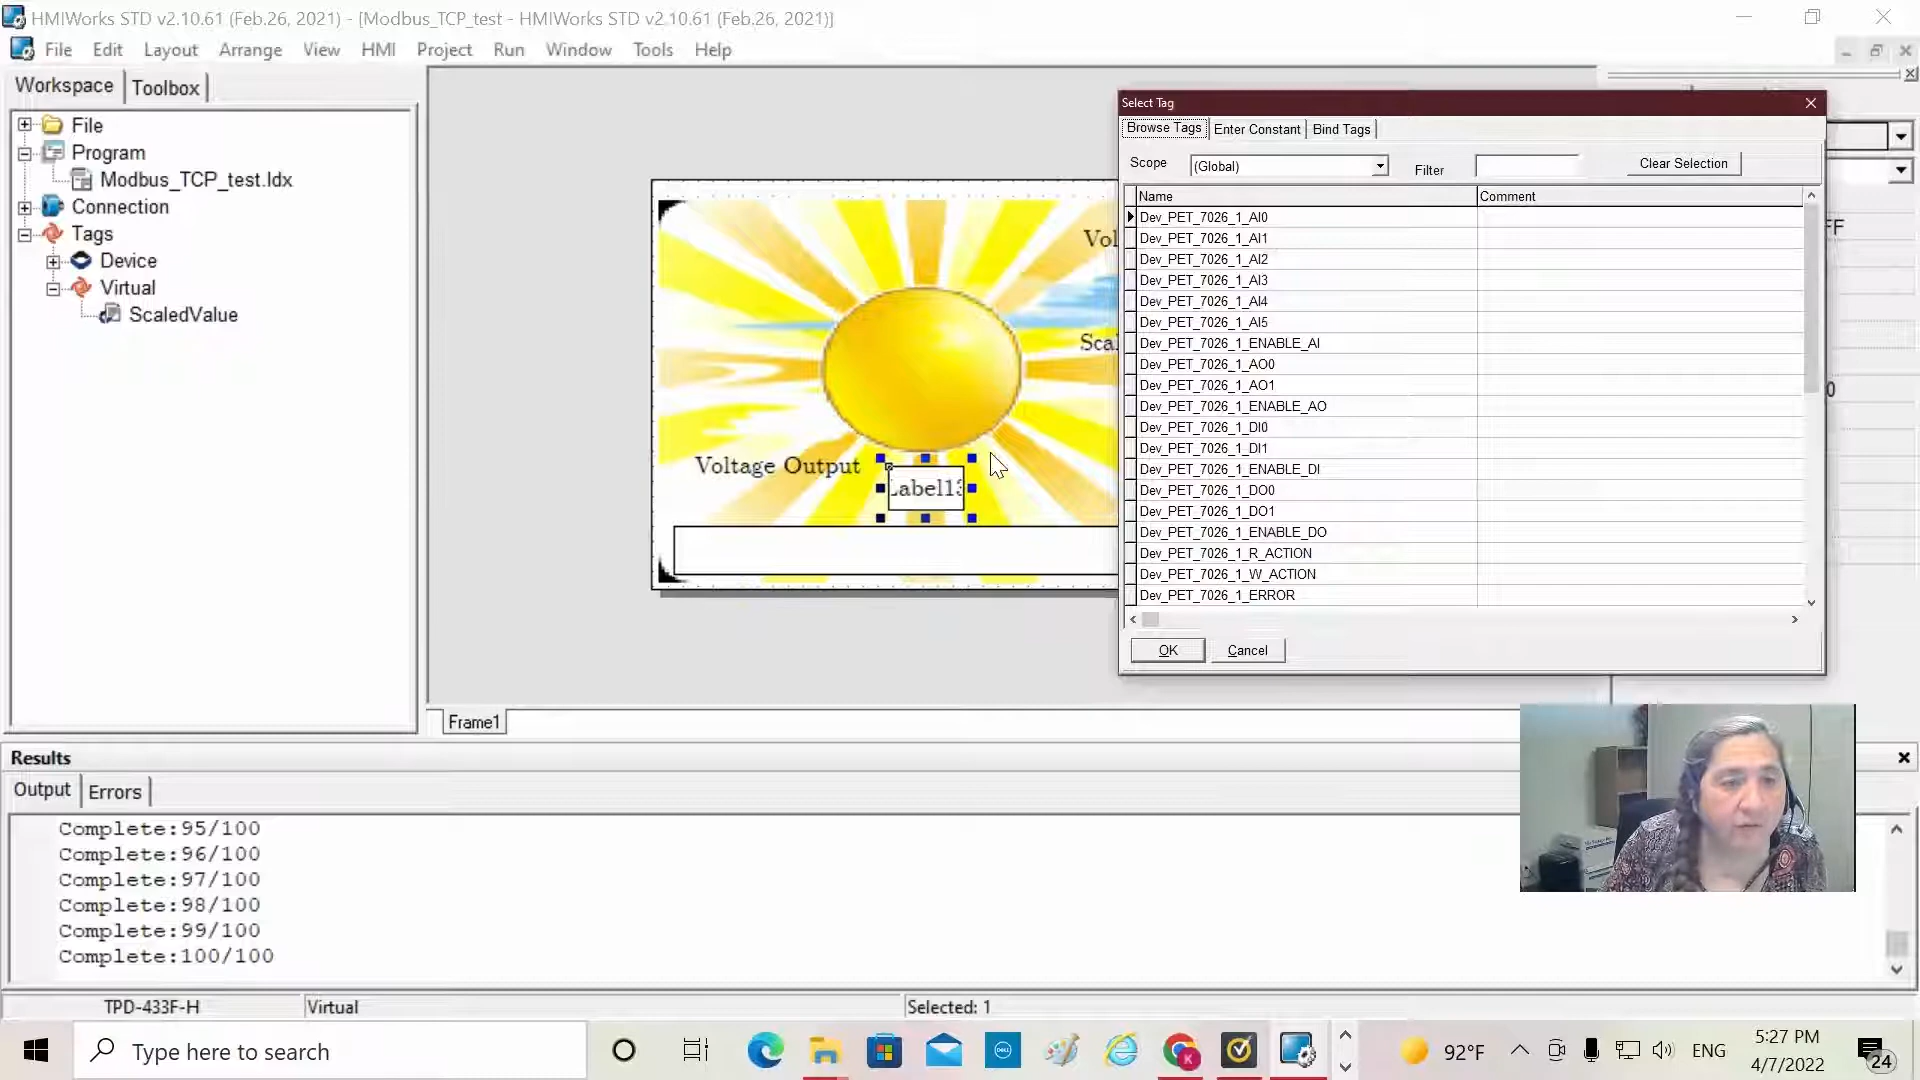 HMIWorks STD v2.10.61 (Feb.26, 2021) - [Modbus_TCP_test - HMIWorks STD v2.10.61 (Feb.26, 2021)]
File Edit Layout Arrange View HMI Project Run Window Tools Help
Workspace Toolbox
File
Program
Modbus_TCP_test.ldx
Connection
Tags
Device
Virtual
ScaledValue
Voltage Output
Select Tag
Browse Tags Enter Constant Bind Tags
Scope (Global) Filter Clear Selection
Name Comment
Dev_PET_7026_1_AI0
Dev_PET_7026_1_AI1
Dev_PET_7026_1_AI2
Dev_PET_7026_1_AI3
Dev_PET_7026_1_AI4
Dev_PET_7026_1_AI5
Dev_PET_7026_1_ENABLE_AI
Dev_PET_7026_1_AO0
Dev_PET_7026_1_AO1
Dev_PET_7026_1_ENABLE_AO
Dev_PET_7026_1_DI0
Dev_PET_7026_1_DI1
Dev_PET_7026_1_ENABLE_DI
Dev_PET_7026_1_DO0
Dev_PET_7026_1_DO1
Dev_PET_7026_1_ENABLE_DO
Dev_PET_7026_1_R_ACTION
Dev_PET_7026_1_W_ACTION
Dev_PET_7026_1_ERROR
OK Cancel
Frame1
Results
Output Errors
Complete:95/100
Complete:96/100
Complete:97/100
Complete:98/100
Complete:99/100
Complete:100/100
TPD-433F-H Virtual Selected: 1
Type here to search
92°F
ENG
5:27 PM
4/7/2022
24